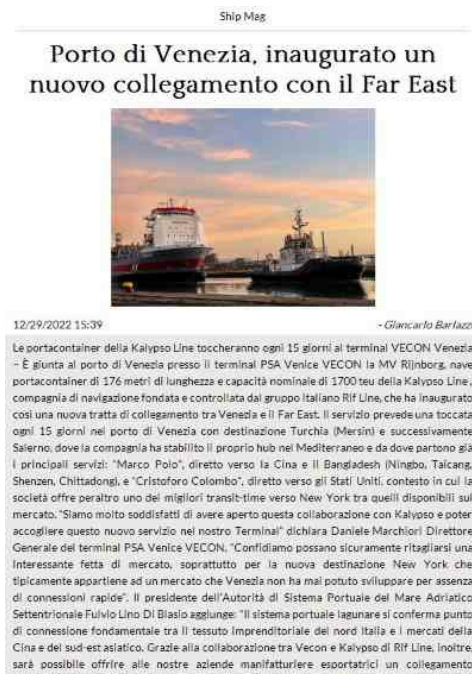 Ship Mag
Porto di Venezia, inaugurato un
nuovo collegamento con il Far East
12/29/2022 15:39
- Giancarlo Barlazzi
Le portacontainer della Kalypso Line toccheranno ogni 15 giorni al terminal VECON Venezia
– È giunta al porto di Venezia presso il terminal PSA Venice VECON la MV Rijnborg, nave
portacontainer di 176 metri di lunghezza e capacità nominale di 1700 teu della Kalypso Line,
compagnia di navigazione fondata e controllata dal gruppo italiano Rif Line, che ha inaugurato
così una nuova tratta di collegamento tra Venezia e il Far East. Il servizio prevede una toccata
ogni 15 giorni nel porto di Venezia con destinazione Turchia (Mersin) e successivamente
Salerno, dove la compagnia ha stabilito il proprio hub nel Mediterraneo e da dove partono già
i principali servizi: "Marco Polo", diretto verso la Cina e il Bangladesh (Ningbo, Taicang,
Shenzen, Chittadong), e "Cristoforo Colombo", diretto verso gli Stati Uniti, contesto in cui la
società offre peraltro uno dei migliori transit-time verso New York tra quelli disponibili sul
mercato. "Siamo molto soddisfatti di avere aperto questa collaborazione con Kalypso e poter
accogliere questo nuovo servizio nel nostro Terminal" dichiara Daniele Marchiori Direttore
Generale del terminal PSA Venice VECON, "Confidiamo possano sicuramente ritagliarsi una
interessante fetta di mercato, soprattutto per la nuova destinazione New York che
tipicamente appartiene ad un mercato che Venezia non ha mai potuto sviluppare per assenza
di connessioni rapide". Il presidente dell'Autorità di Sistema Portuale del Mare Adriatico
Settentrionale Fulvio Lino Di Blasio aggiunge: "Il sistema portuale lagunare si conferma punto
di connessione fondamentale tra il tessuto imprenditoriale del nord Italia e i mercati della
Cina e del sud-est asiatico. Grazie alla collaborazione tra Vecon e Kalypso di Rif Line, inoltre,
sarà possibile offrire alle nostre aziende manifatturiere esportatrici un collegamento